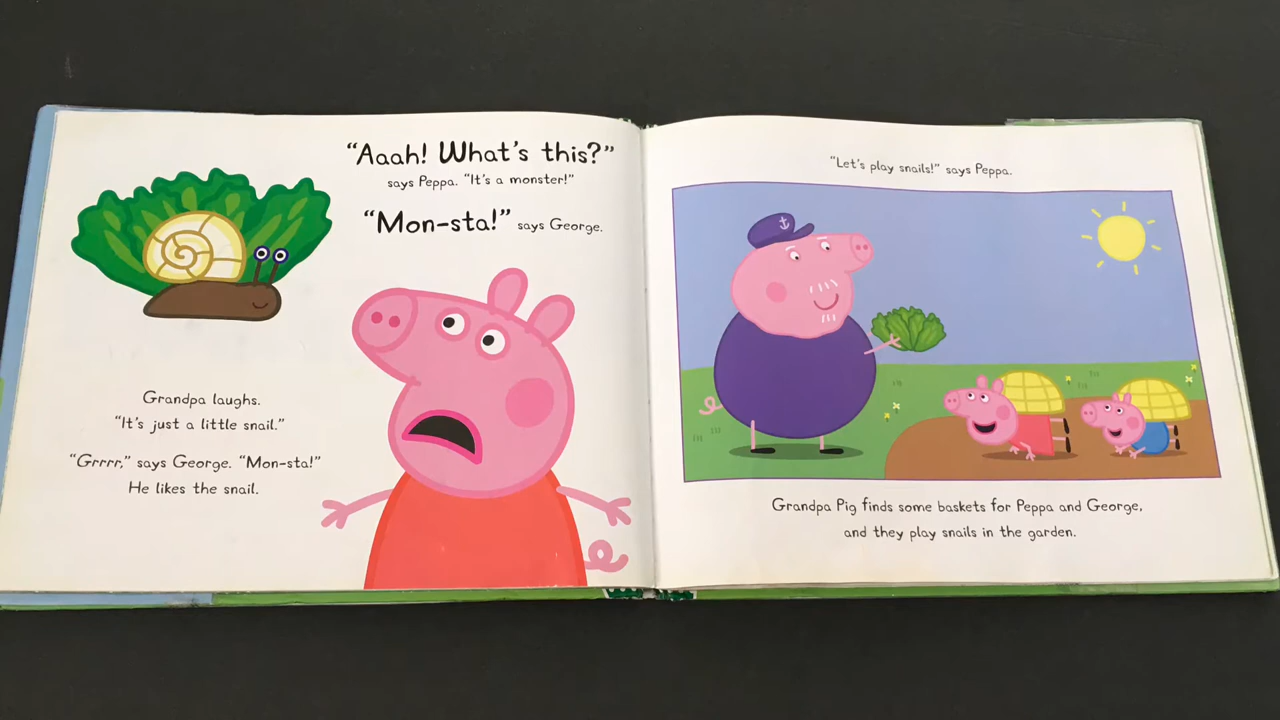 “Aaah! What’s this?”
says Peppa. “It’s a monster!”
“Mon-sta!” says George.
Grandpa laughs.
“It’s just a little snail.”
“Grrrr,” says George. “Mon-sta!”
He likes the snail.
“Let’s play snails!” says Peppa.
Grandpa Pig finds some baskets for Peppa and George,
and they play snails in the garden.